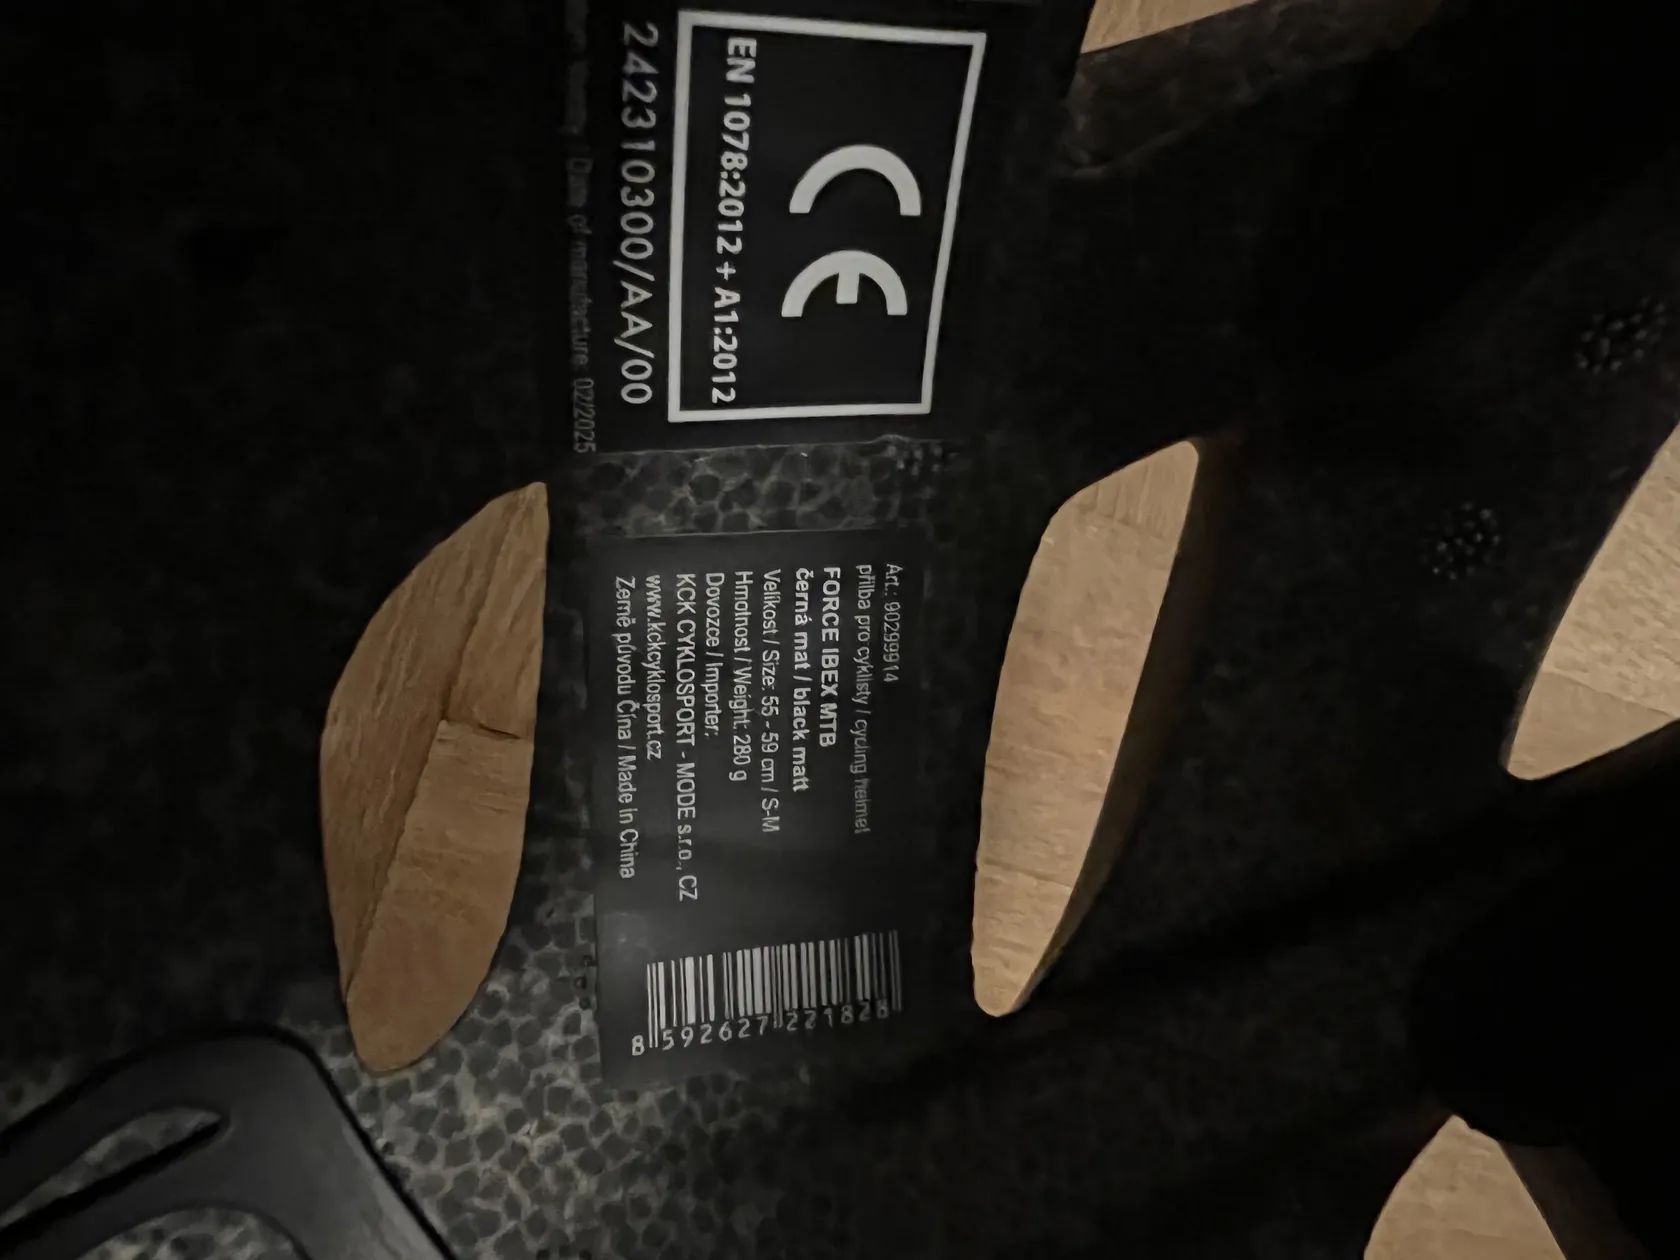 CE
EN 1078:2012 + A1:2012
242310300/AA/00
/ Date of manufacture: 02/2025
Art.: 90299914
přilba pro cyklisty / cycling helmet
FORCE IBEX MTB
černá mat / black matt
Velikost / Size: 55 - 59 cm / S-M
Hmotnost / Weight: 280 g
Dovozce / Importer:
KCK CYKLOSPORT - MODE s.r.o., CZ
www.kckcyklosport.cz
Země původu Čína / Made in China
8 592627 221828